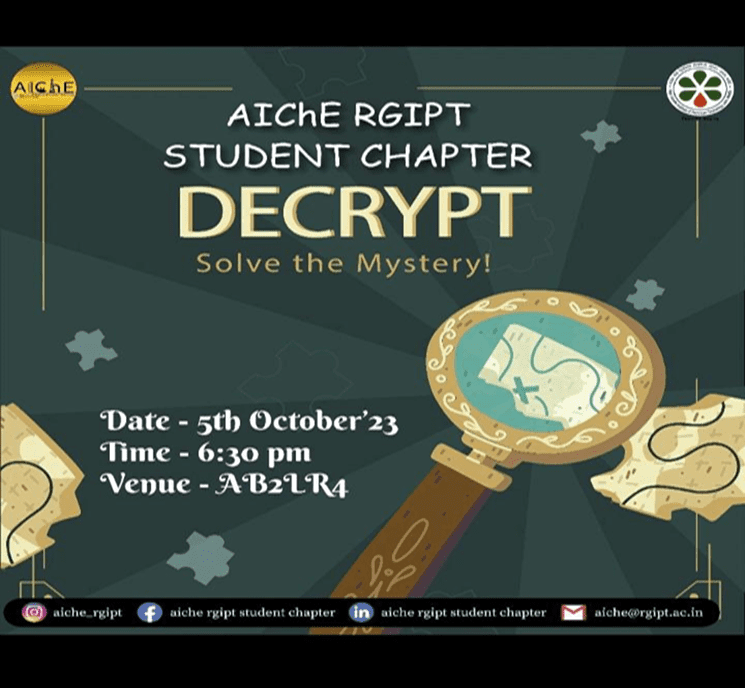 AIChE
AIChE RGIPT
STUDENT CHAPTER
DECRYPT
Solve the Mystery!
Date - 5th October'23
Time - 6:30 pm
Venue - AB2LR4
aiche_rgipt aiche rgipt student chapter in aiche rgipt student chapter aiche@rgipt.ac.in